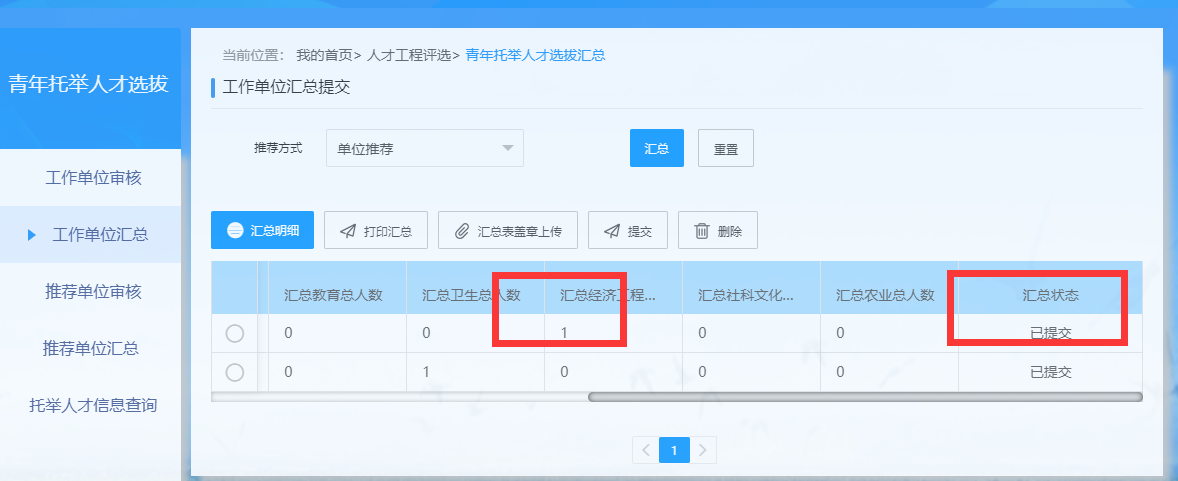 青年托举人才选拔
工作单位审核
工作单位汇总
推荐单位审核
推荐单位汇总
托举人才信息查询
当前位置： 我的首页> 人才工程评选> 青年托举人才选拔汇总
工作单位汇总提交
推荐方式 单位推荐 汇总 重置
汇总明细 打印汇总 汇总表盖章上传 提交 删除
汇总教育总人数 汇总卫生总人数 汇总经济工程... 汇总社科文化... 汇总农业总人数 汇总状态
0 0 1 0 0 已提交
0 1 0 0 0 已提交
1